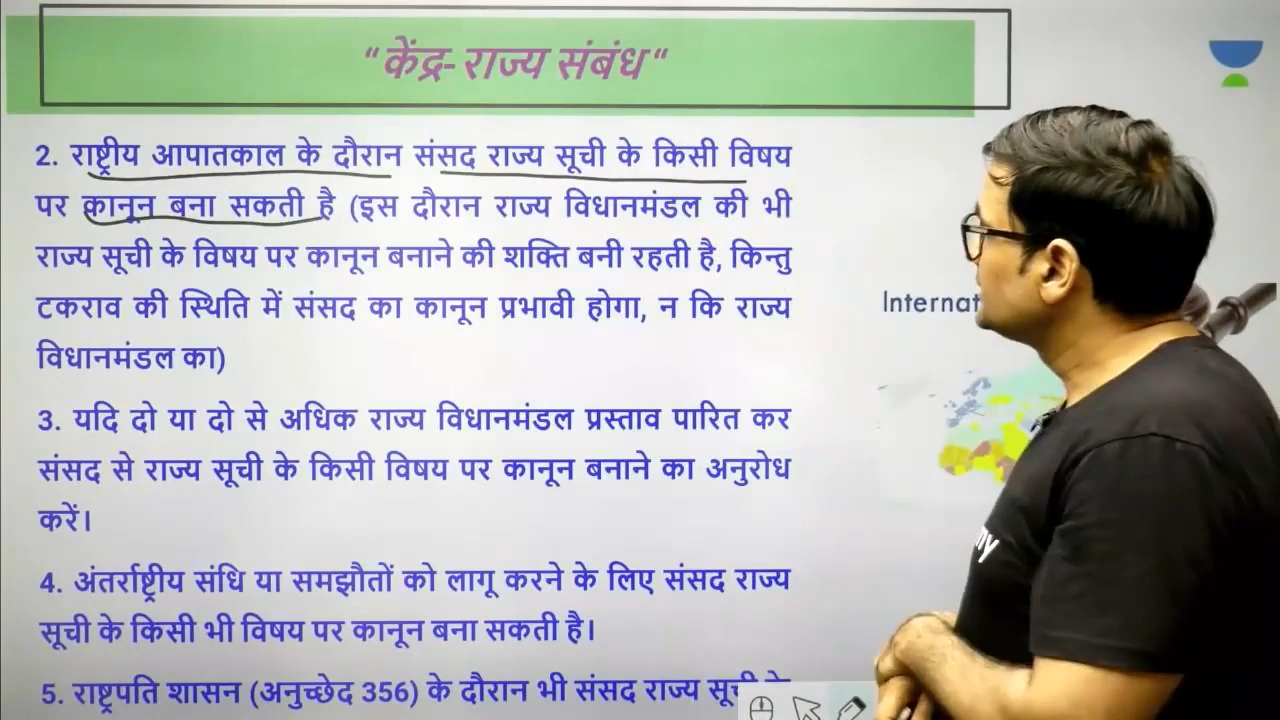 “केंद्र- राज्य संबंध“
2. राष्ट्रीय आपातकाल के दौरान संसद राज्य सूची के किसी विषय
पर कानून बना सकती है (इस दौरान राज्य विधानमंडल की भी
राज्य सूची के विषय पर कानून बनाने की शक्ति बनी रहती है, किन्तु
टकराव की स्थिति में संसद का कानून प्रभावी होगा, न कि राज्य
विधानमंडल का)
Internat
3. यदि दो या दो से अधिक राज्य विधानमंडल प्रस्ताव पारित कर
संसद से राज्य सूची के किसी विषय पर कानून बनाने का अनुरोध
करें।
4. अंतर्राष्ट्रीय संधि या समझौतों को लागू करने के लिए संसद राज्य
सूची के किसी भी विषय पर कानून बना सकती है।
5. राष्ट्रपति शासन (अनुच्छेद 356) के दौरान भी संसद राज्य सूची के